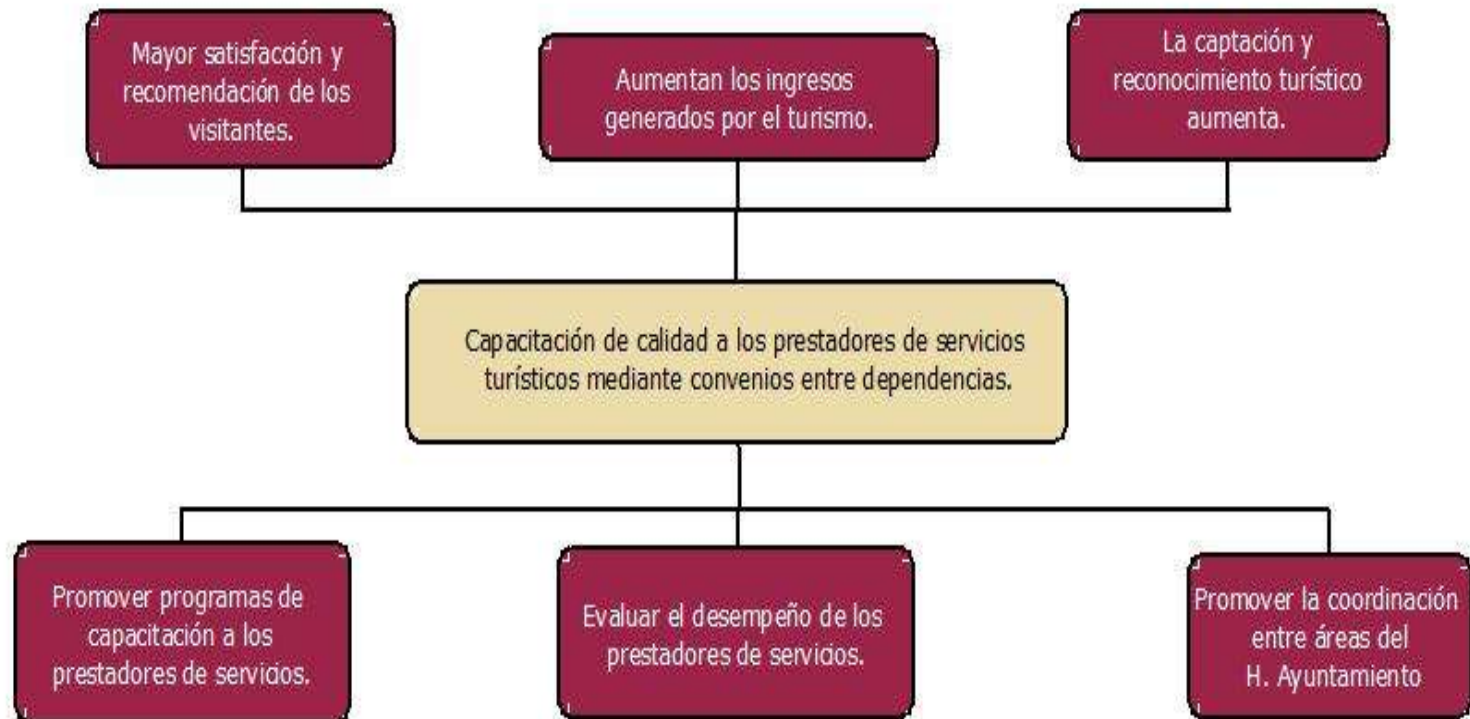 Mayor satisfacción y
recomendación de los
visitantes.
Aumentan los ingresos
generados por el turismo.
La captación y
reconocimiento turístico
aumenta.
Capacitación de calidad a los prestadores de servicios
turísticos mediante convenios entre dependencias.
Promover programas de
capacitación a los
prestadores de servicios.
Evaluar el desempeño de los
prestadores de servicios.
Promover la coordinación
entre áreas del
H. Ayuntamiento